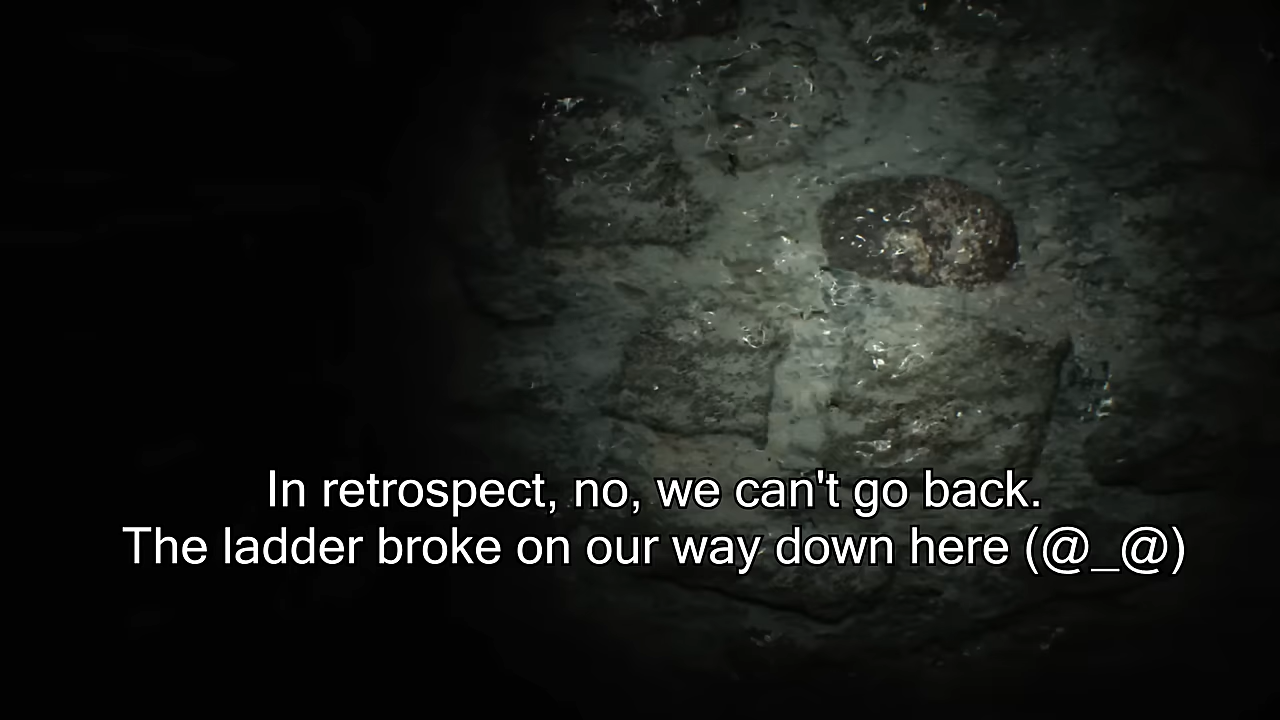 In retrospect, no, we can't go back.
The ladder broke on our way down here (@_@)